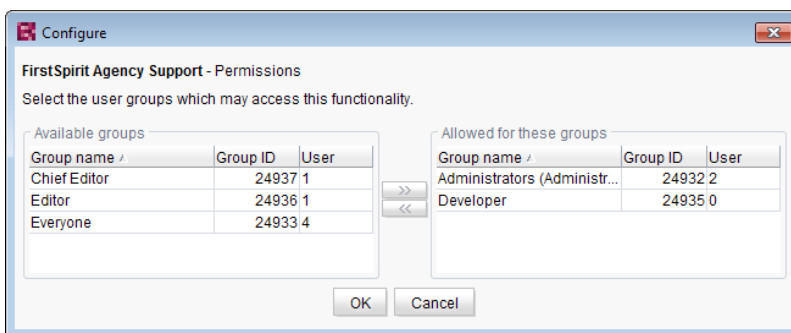 Configure
FirstSpirit Agency Support - Permissions
Select the user groups which may access this functionality.
Available groups
Group name Group ID User
Chief Editor 24937 1
Editor 24936 1
Everyone 24933 4
>>
<<
Allowed for these groups
Group name Group ID User
Administrators (Administr... 24932 2
Developer 24935 0
OK Cancel